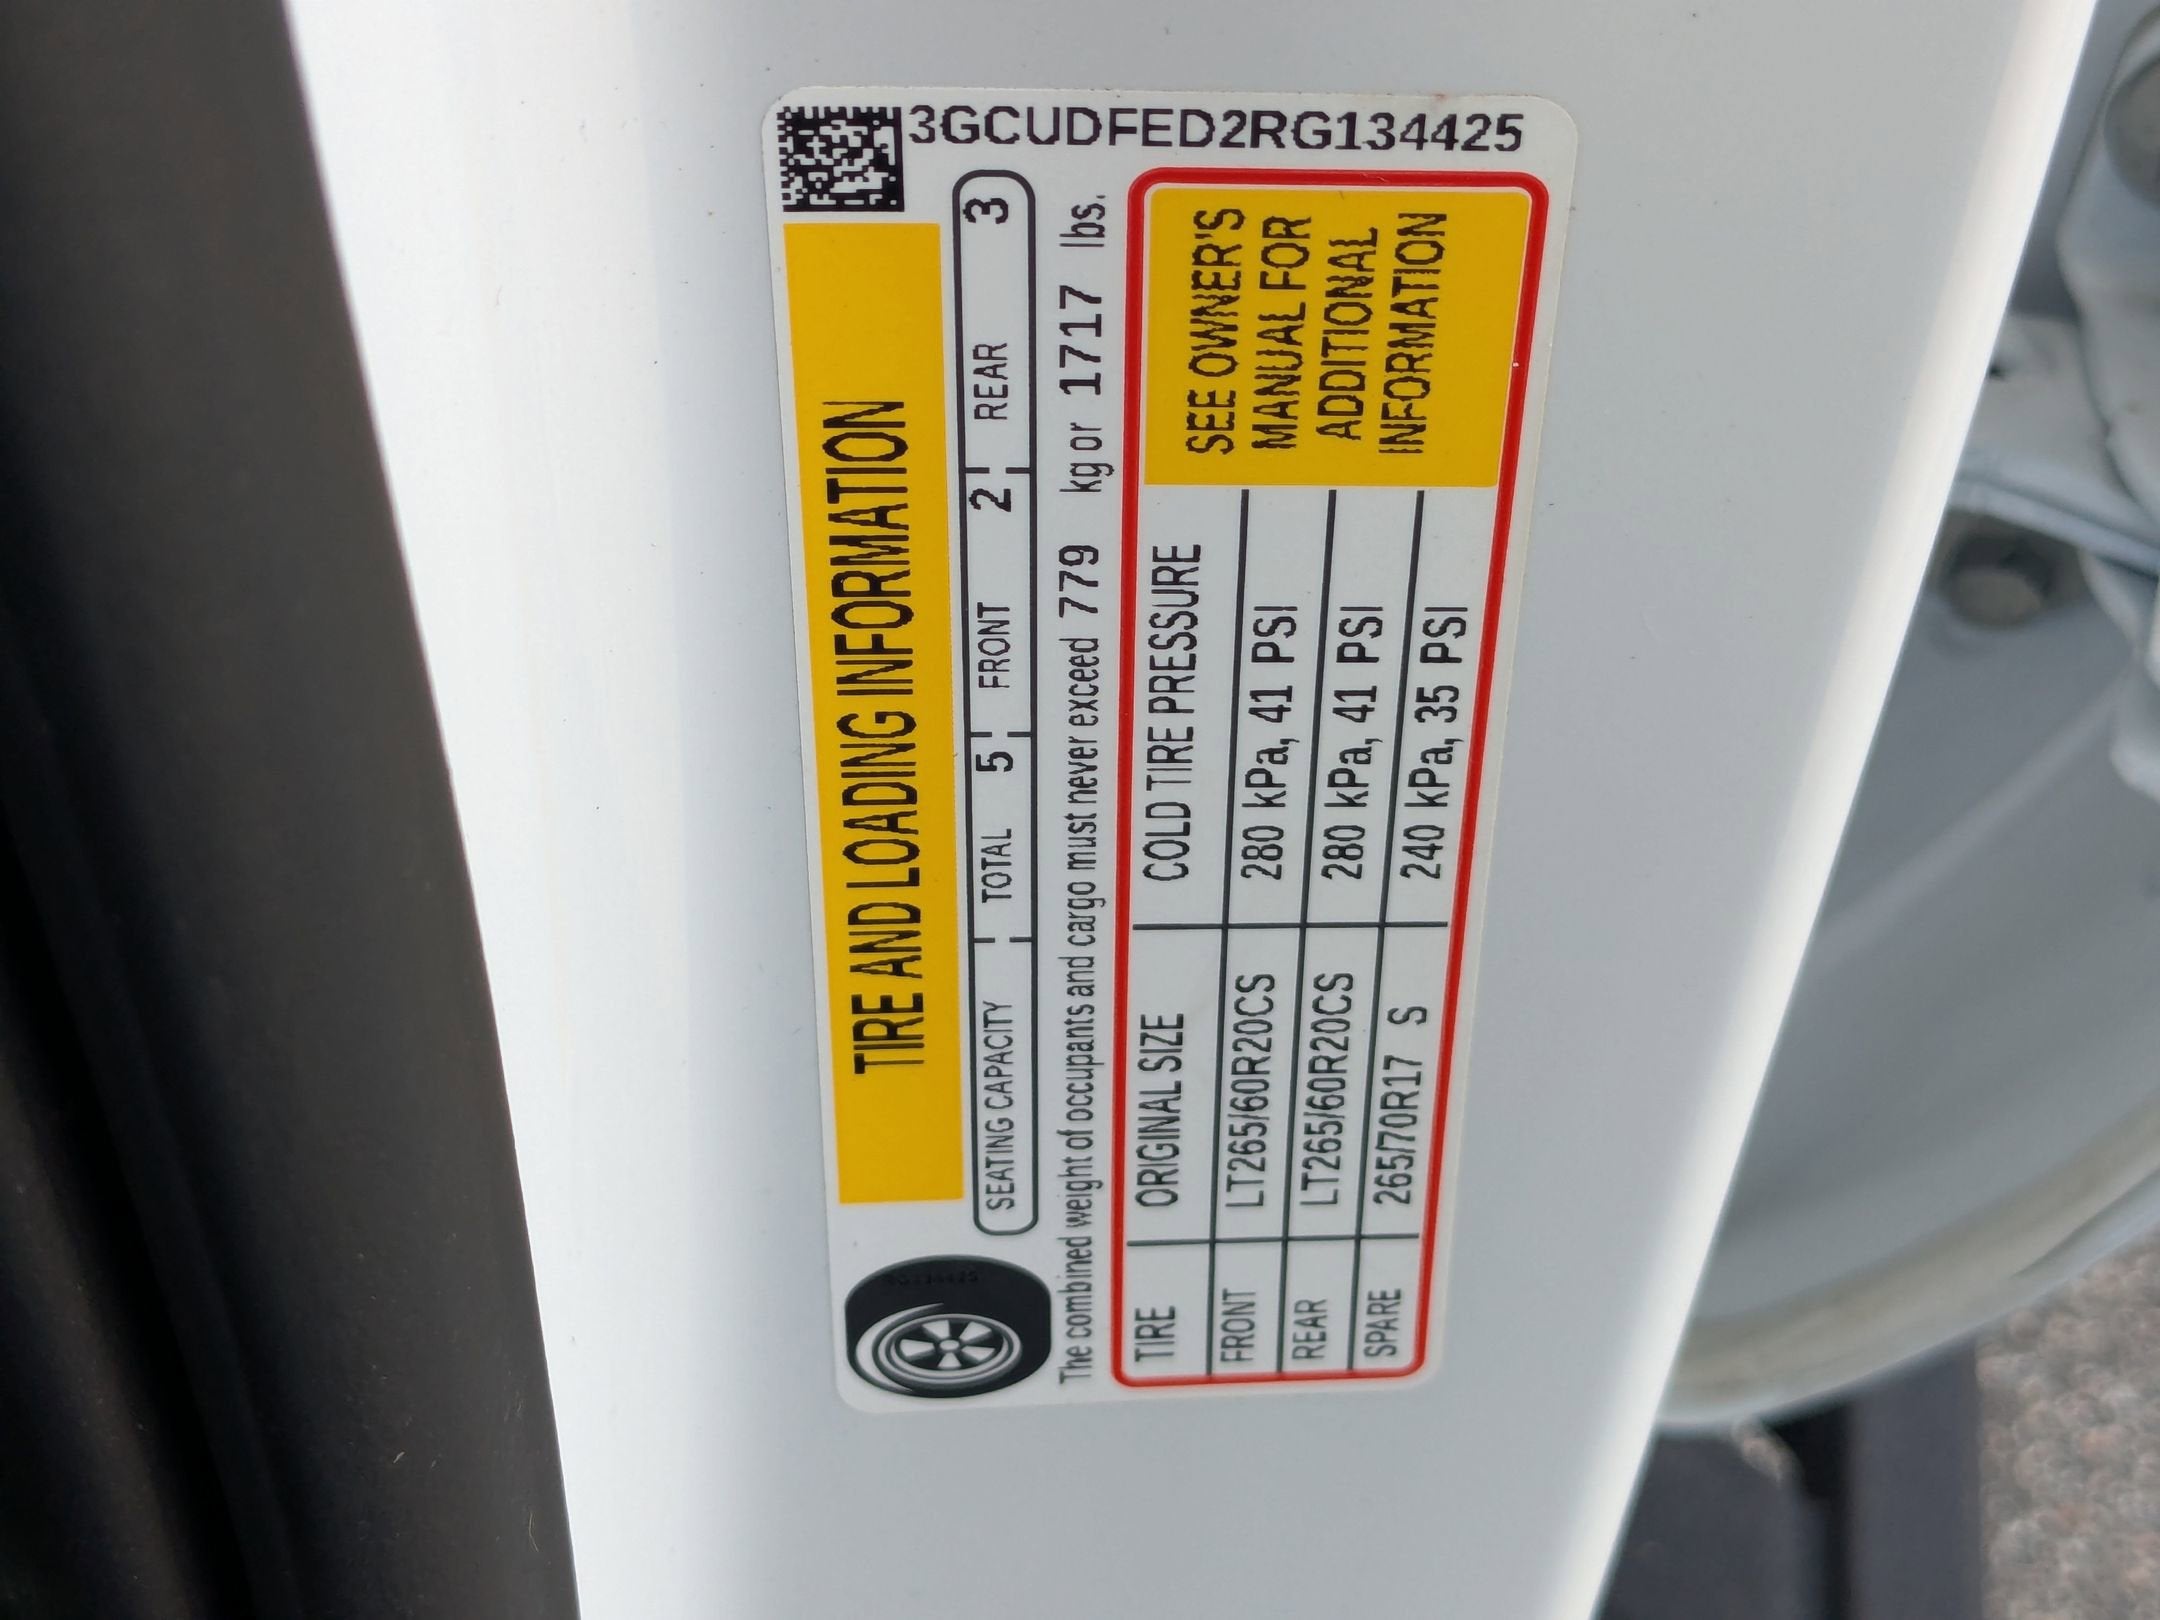 3GCUDFED2RG134425
TIRE AND LOADING INFORMATION
SEATING CAPACITY TOTAL 5 FRONT 2 REAR 3
The combined weight of occupants and cargo must never exceed 779 kg or 1717 lbs.
TIRE ORIGINAL SIZE COLD TIRE PRESSURE
FRONT LT265/60R20CS 280 kPa, 41 PSI
REAR LT265/60R20CS 280 kPa, 41 PSI
SPARE 265/70R17 S 240 kPa, 35 PSI
SEE OWNER'S
MANUAL FOR
ADDITIONAL
INFORMATION